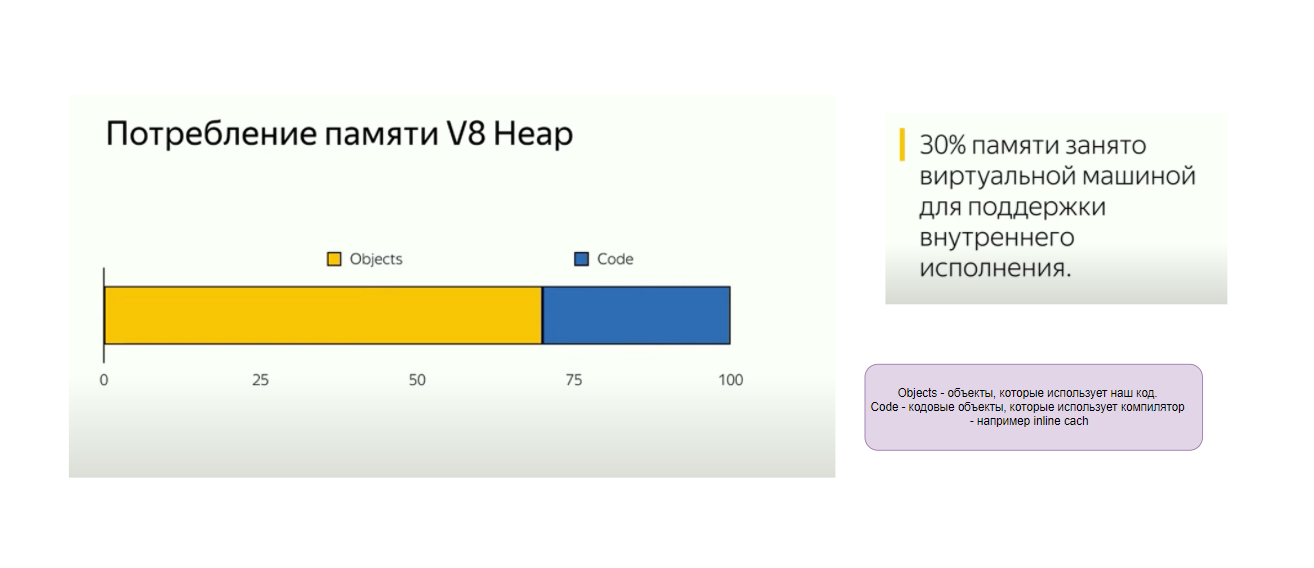 Потребление памяти V8 Heap
Objects
Code
0
25
50
75
100
30% памяти занято
виртуальной машиной
для поддержки
внутреннего
исполнения.
Objects - объекты, которые использует наш код.
Code - кодовые объекты, которые использует компилятор
- например inline cach